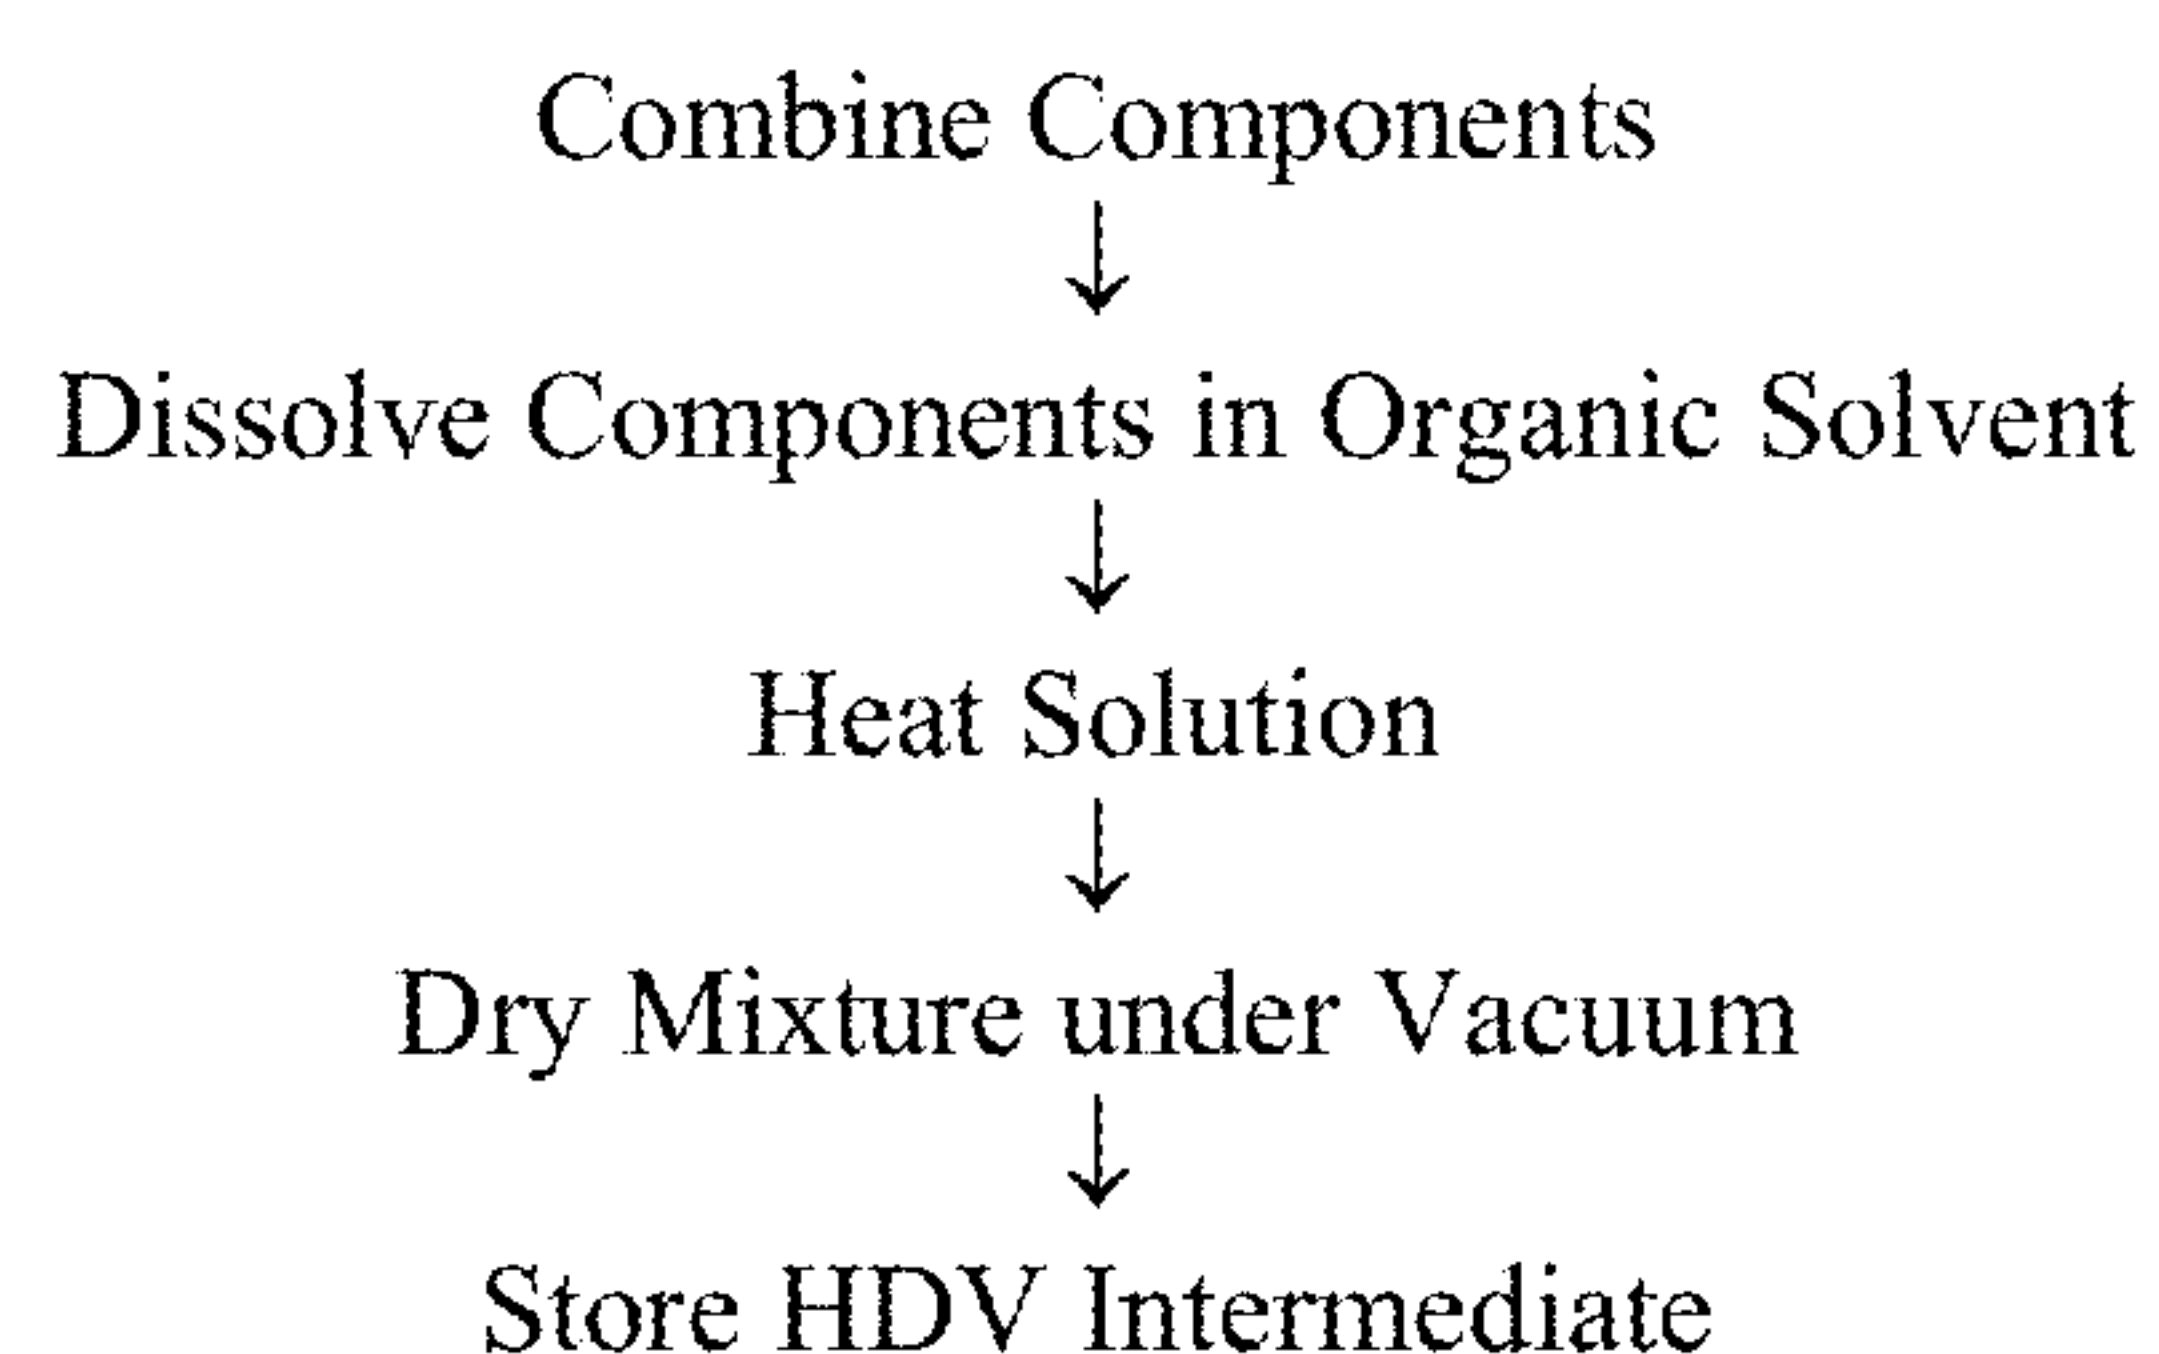 Combine Components
↓
Dissolve Components in Organic Solvent
↓
Heat Solution
↓
Dry Mixture under Vacuum
↓
Store HDV Intermediate